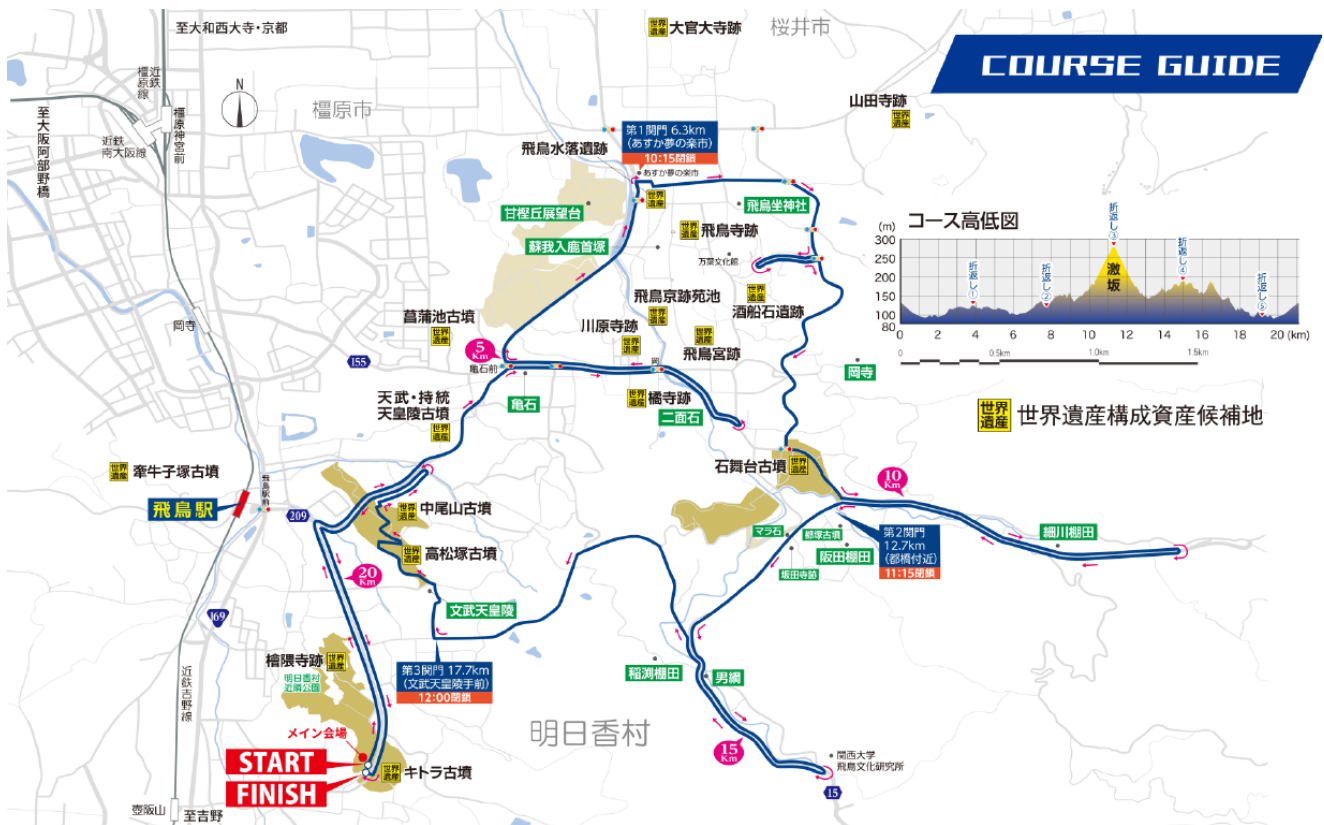 至大和西大寺・京都
世界遺産
大官大寺跡
桜井市
COURSE GUIDE
近鉄橿原線
橿原市
N
至大阪阿部野橋
近鉄
南大阪線
橿原神宮前
山田寺跡
世界遺産
第1関門 6.3km
(あすか夢の楽市)
10:15閉鎖
飛鳥水落遺跡
あすか夢の楽市
世界遺産
甘樫丘展望台
飛鳥坐神社
蘇我入鹿首塚
世界遺産
飛鳥寺跡
万葉文化館
コース高低図
(m)
300
250
200
150
100
80
折返し①
折返し②
折返し③
激坂
折返し④
折返し⑤
0
2
4
6
8
10
12
14
16
18
20 (km)
0
0.5km
1.0km
1.5km
世界遺産
世界遺産構成資産候補地
岡寺
飛鳥京跡苑池
世界遺産
世界遺産
酒船石遺跡
菖蒲池古墳
世界遺産
川原寺跡
世界遺産
世界遺産
飛鳥宮跡
155
5Km
亀石前
岡
岡寺
亀石
世界遺産
橘寺跡
二面石
天武・持統
天皇陵古墳
世界遺産
世界遺産
牽牛子塚古墳
飛鳥駅
飛鳥駅前
209
石舞台古墳
世界遺産
10Km
世界遺産
中尾山古墳
高松塚古墳
世界遺産
マラ石
都塚古墳
阪田棚田
坂田寺跡
第2関門
12.7km
(都橋付近)
11:15閉鎖
細川棚田
20Km
文武天皇陵
169
檜隈寺跡
世界遺産
明日香村
近隣公園
第3関門 17.7km
(文武天皇陵手前)
12:00閉鎖
稲渕棚田
男綱
近鉄吉野線
明日香村
メイン会場
START
FINISH
世界遺産
キトラ古墳
15Km
関西大学
飛鳥文化研究所
15
壺阪山
至吉野